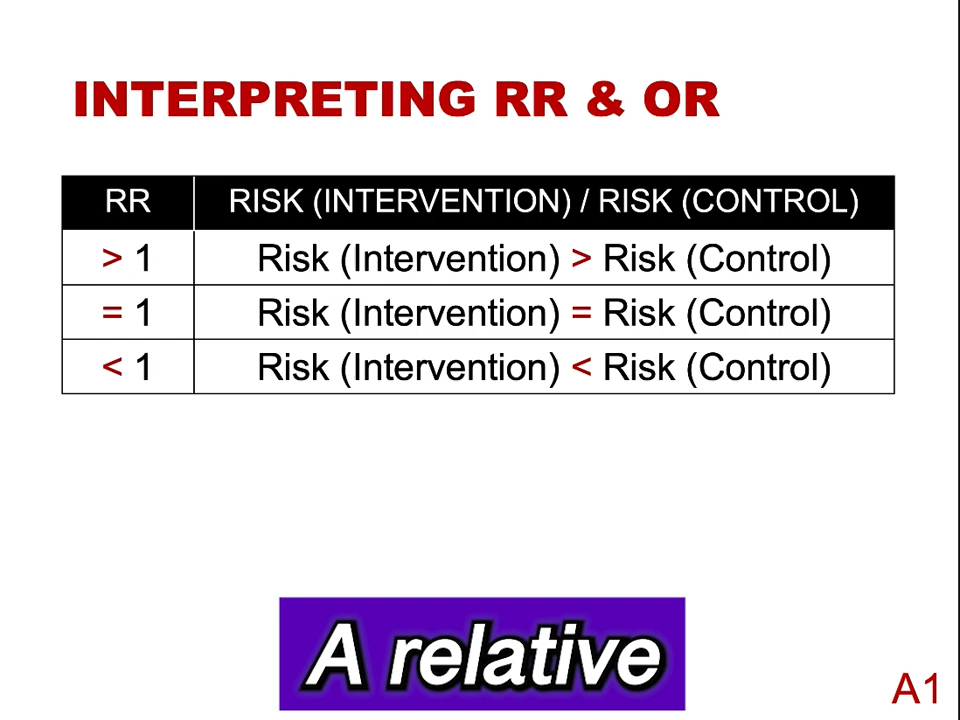 INTERPRETING RR & OR
RR RISK (INTERVENTION) / RISK (CONTROL)
> 1 Risk (Intervention) > Risk (Control)
= 1 Risk (Intervention) = Risk (Control)
< 1 Risk (Intervention) < Risk (Control)
A relative
A1